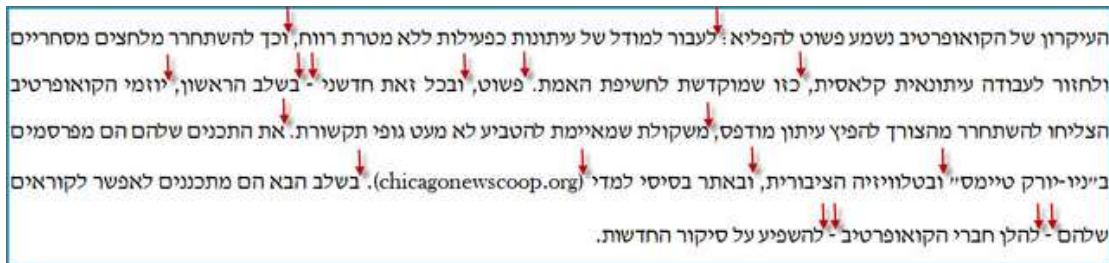 העיקרון של הקואופרטיב נשמע פשוט להפליא: לעבור למודל של עיתונות כפעילות ללא מטרת רווח, וכך להשתחרר מלחצים מסחריים
ולחזור לעבודה עיתונאית קלאסית, כזו שמוקדשת לחשיפת האמת. פשוט, ובכל זאת חדשני - בשלב הראשון, יוזמי הקואופרטיב
הצליחו להשתחרר מהצורך להפיץ עיתון מודפס, משקולת שמאיימת להטביע לא מעט גופי תקשורת. את התכנים שלהם הם מפרסמים
ב״ניו-יורק טיימס״ ובטלוויזיה הציבורית, ובאתר בסיסי למדי (chicagonewscoop.org). בשלב הבא הם מתכננים לאפשר לקוראים
שלהם - להלן חברי הקואופרטיב - להשפיע על סיקור החדשות.